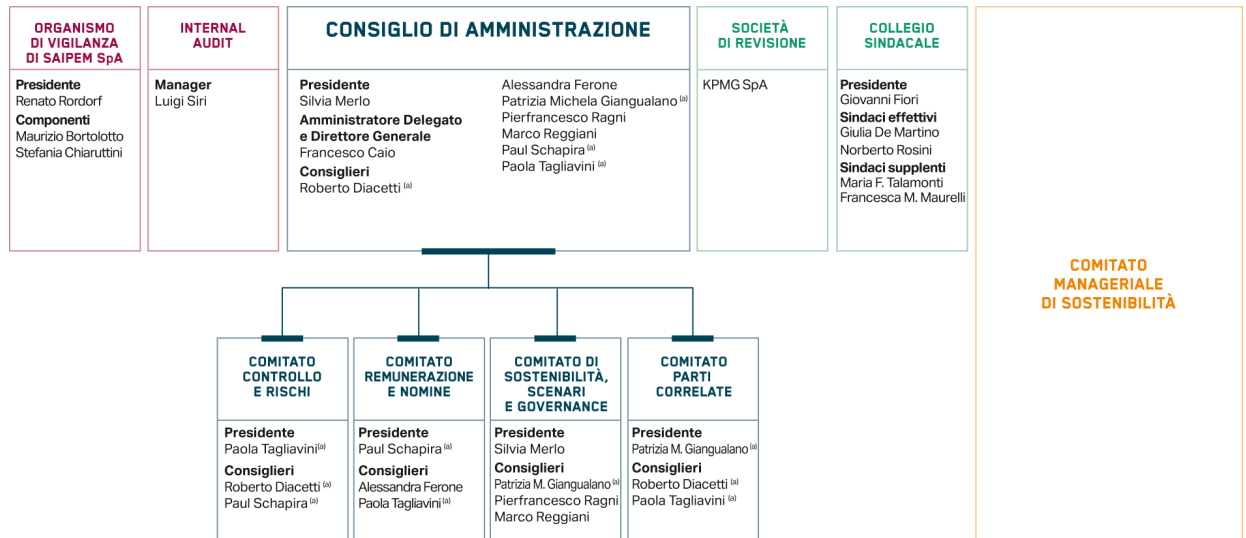 ORGANISMO
DI VIGILANZA
DI SAIPEM SpA
Presidente
Renato Rordorf
Componenti
Maurizio Bortolotto
Stefania Chiaruttini
INTERNAL
AUDIT
Manager
Luigi Siri
CONSIGLIO DI AMMINISTRAZIONE
Presidente
Silvia Merlo
Amministratore Delegato
e Direttore Generale
Francesco Caio
Consiglieri
Roberto Diacetti (a)
Alessandra Ferone
Patrizia Michela Giangualano (a)
Pierfrancesco Ragni
Marco Reggiani
Paul Schapira (a)
Paola Tagliavini (a)
SOCIETÀ
DI REVISIONE
KPMG SpA
COLLEGIO
SINDACALE
Presidente
Giovanni Fiori
Sindaci effettivi
Giulia De Martino
Norberto Rosini
Sindaci supplenti
Maria F. Talamonti
Francesca M. Maurelli
COMITATO
MANAGERIALE
DI SOSTENIBILITÀ
COMITATO
CONTROLLO
E RISCHI
Presidente
Paola Tagliavini(a)
Consiglieri
Roberto Diacetti (a)
Paul Schapira (a)
COMITATO
REMUNERAZIONE
E NOMINE
Presidente
Paul Schapira (a)
Consiglieri
Alessandra Ferone
Paola Tagliavini (a)
COMITATO DI
SOSTENIBILITÀ,
SCENARI
E GOVERNANCE
Presidente
Silvia Merlo
Consiglieri
Patrizia M. Giangualano (a)
Pierfrancesco Ragni
Marco Reggiani
COMITATO
PARTI
CORRELATE
Presidente
Patrizia M. Giangualano (a)
Consiglieri
Roberto Diacetti (a)
Paola Tagliavini (a)